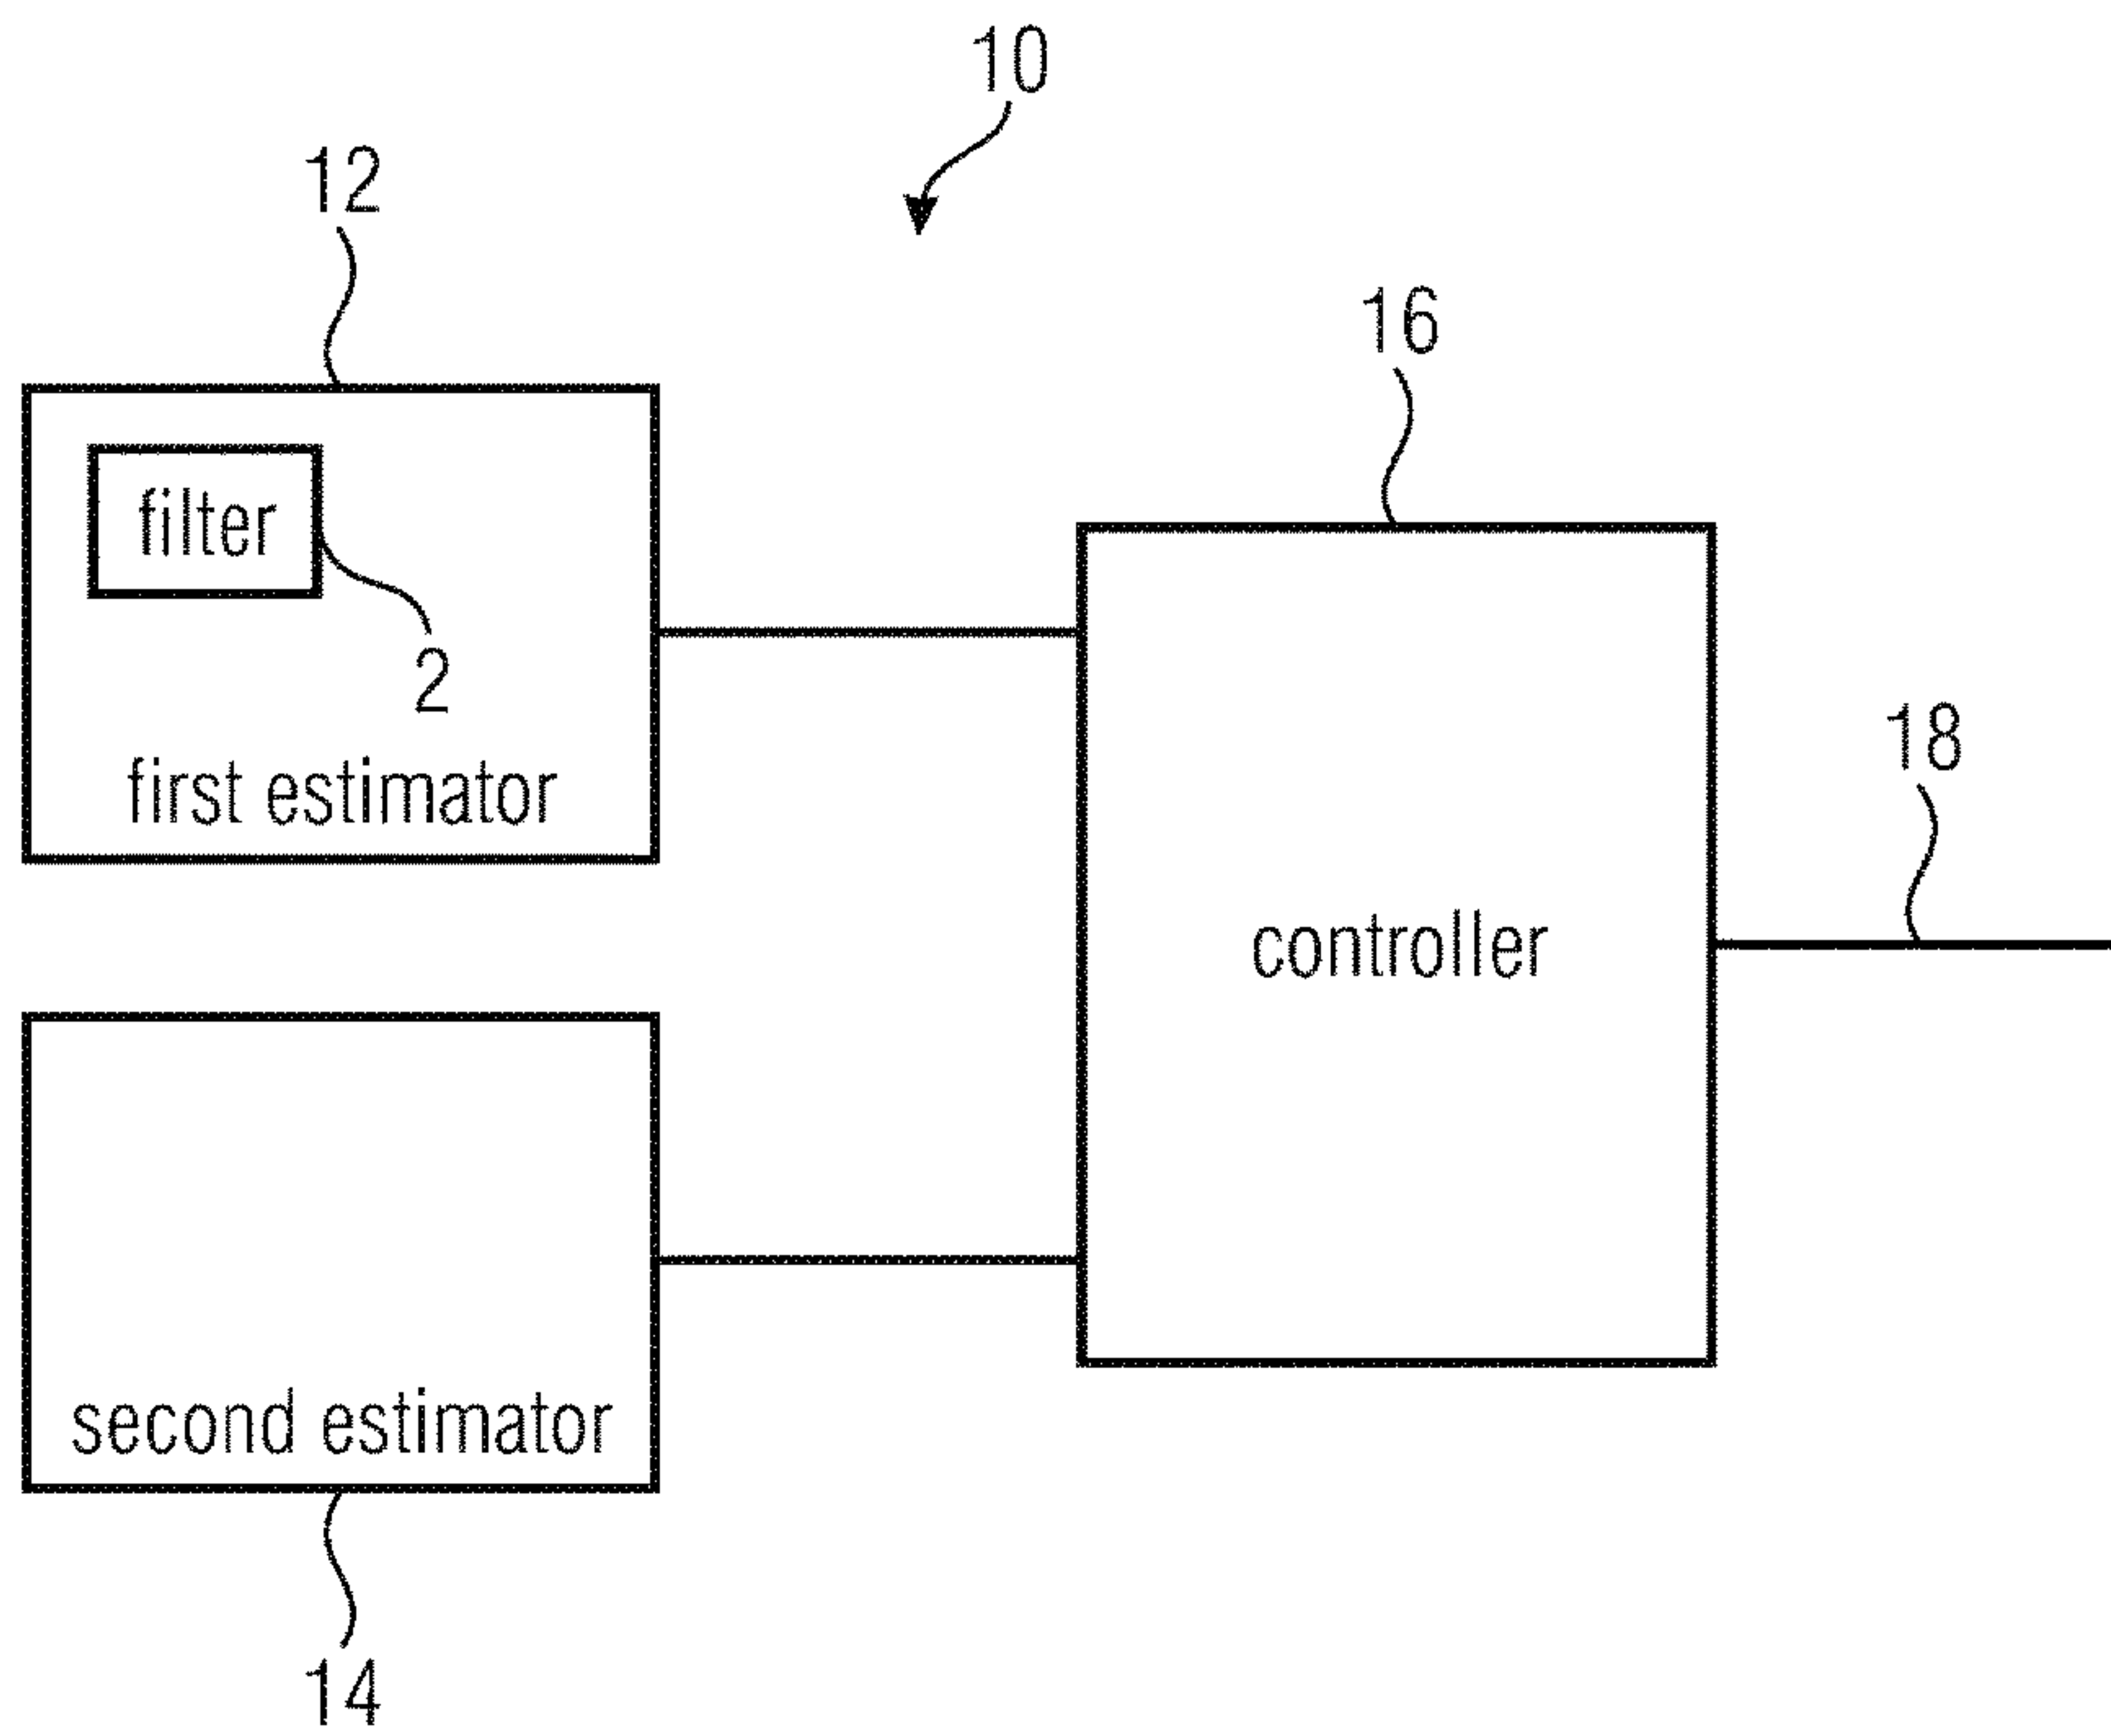 10
12
16
filter
2
18
first estimator
controller
second estimator
14